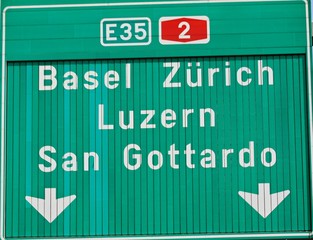 E35 2
Basel Zürich
Luzern
San Gottardo